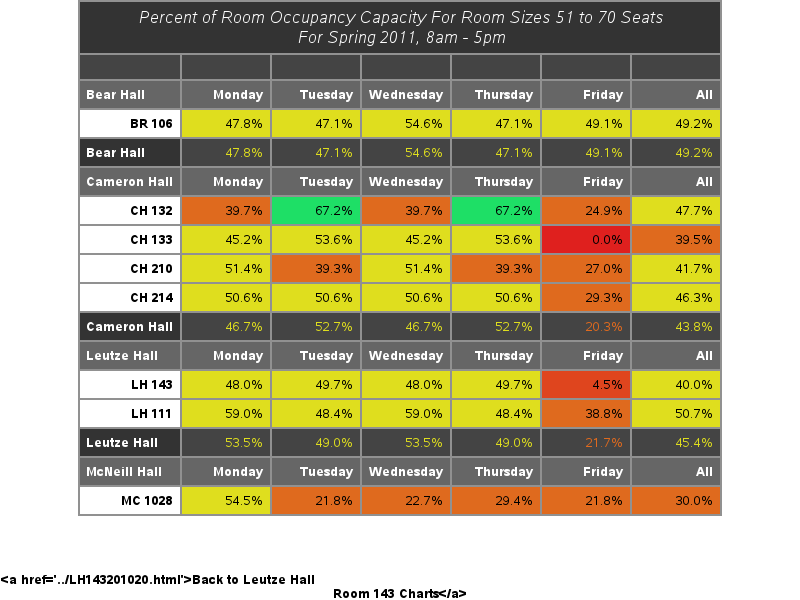 Percent of Room Occupancy Capacity For Room Sizes 51 to 70 Seats
For Spring 2011, 8am - 5pm
Bear Hall Monday Tuesday Wednesday Thursday Friday All
BR 106 47.8% 47.1% 54.6% 47.1% 49.1% 49.2%
Bear Hall 47.8% 47.1% 54.6% 47.1% 49.1% 49.2%
Cameron Hall Monday Tuesday Wednesday Thursday Friday All
CH 132 39.7% 67.2% 39.7% 67.2% 24.9% 47.7%
CH 133 45.2% 53.6% 45.2% 53.6% 0.0% 39.5%
CH 210 51.4% 39.3% 51.4% 39.3% 27.0% 41.7%
CH 214 50.6% 50.6% 50.6% 50.6% 29.3% 46.3%
Cameron Hall 46.7% 52.7% 46.7% 52.7% 20.3% 43.8%
Leutze Hall Monday Tuesday Wednesday Thursday Friday All
LH 143 48.0% 49.7% 48.0% 49.7% 4.5% 40.0%
LH 111 59.0% 48.4% 59.0% 48.4% 38.8% 50.7%
Leutze Hall 53.5% 49.0% 53.5% 49.0% 21.7% 45.4%
McNeill Hall Monday Tuesday Wednesday Thursday Friday All
MC 1028 54.5% 21.8% 22.7% 29.4% 21.8% 30.0%
<a href='../LH143201020.html'>Back to Leutze Hall
Room 143 Charts</a>